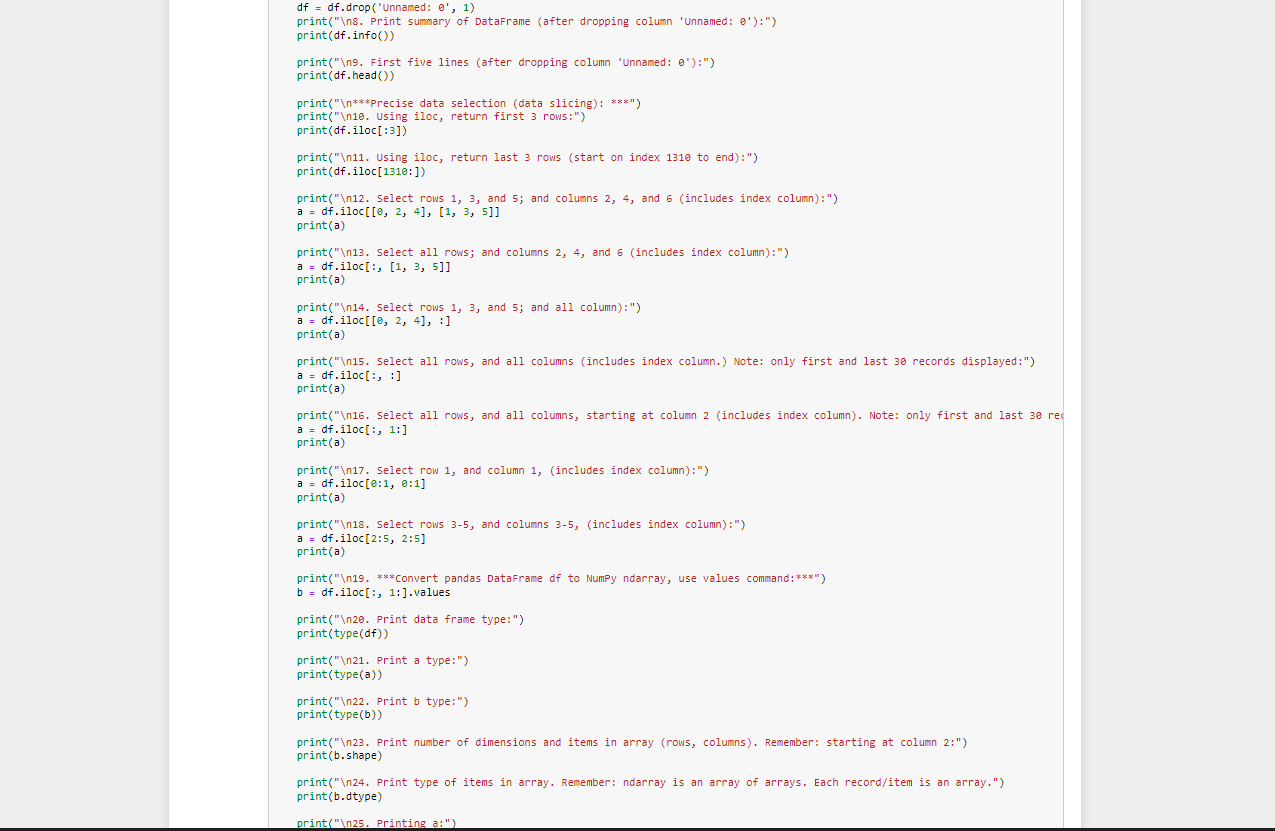 df = df.drop('Unnamed: 0', 1)
print("\n8. Print summary of DataFrame (after dropping column 'Unnamed: 0'):")
print(df.info())
print("\n9. First five lines (after dropping column 'Unnamed: 0'):")
print(df.head())
print("\n***Precise data selection (data slicing): ***")
print("\n10. Using iloc, return first 3 rows:")
print(df.iloc[:3])
print("\n11. Using iloc, return last 3 rows (start on index 1310 to end):")
print(df.iloc[1310:])
print("\n12. Select rows 1, 3, and 5; and columns 2, 4, and 6 (includes index column):")
a = df.iloc[[0, 2, 4], [1, 3, 5]]
print(a)
print("\n13. Select all rows; and columns 2, 4, and 6 (includes index column):")
a = df.iloc[:, [1, 3, 5]]
print(a)
print("\n14. Select rows 1, 3, and 5; and all column):")
a = df.iloc[[0, 2, 4], :]
print(a)
print("\n15. Select all rows, and all columns (includes index column.) Note: only first and last 30 records displayed:")
a = df.iloc[:, :]
print(a)
print("\n16. Select all rows, and all columns, starting at column 2 (includes index column). Note: only first and last 30 rec
a = df.iloc[:, 1:]
print(a)
print("\n17. Select row 1, and column 1, (includes index column):")
a = df.iloc[0:1, 0:1]
print(a)
print("\n18. Select rows 3-5, and columns 3-5, (includes index column):")
a = df.iloc[2:5, 2:5]
print(a)
print("\n19. ***Convert pandas DataFrame df to NumPy ndarray, use values command:***")
b = df.iloc[:, 1:].values
print("\n20. Print data frame type:")
print(type(df))
print("\n21. Print a type:")
print(type(a))
print("\n22. Print b type:")
print(type(b))
print("\n23. Print number of dimensions and items in array (rows, columns). Remember: starting at column 2:")
print(b.shape)
print("\n24. Print type of items in array. Remember: ndarray is an array of arrays. Each record/item is an array.")
print(b.dtype)
print("\n25. Printing a:")